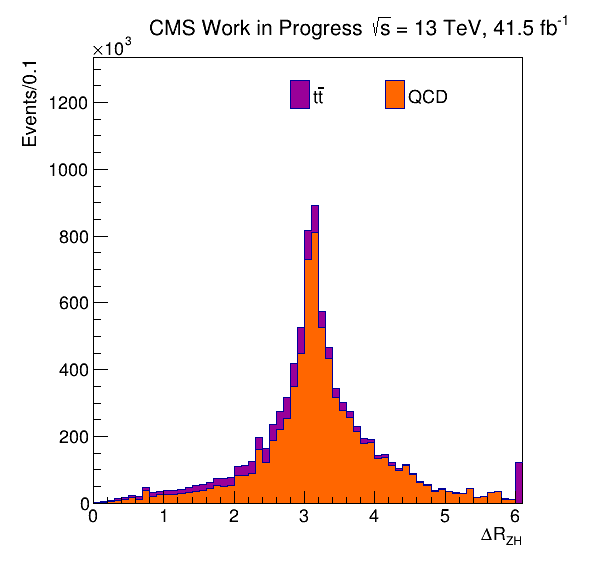 CMS Work in Progress √s = 13 TeV, 41.5 fb⁻¹
×10³
Events/0.1
tt̄
QCD
1200
1000
800
600
400
200
0
0 1 2 3 4 5 6
ΔR_ZH